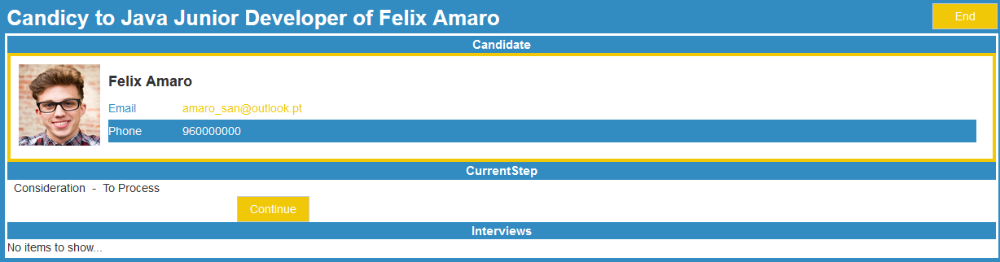 Candicy to Java Junior Developer of Felix Amaro
End
Candidate
Felix Amaro
Email amaro_san@outlook.pt
Phone 960000000
CurrentStep
Consideration - To Process
Continue
Interviews
No items to show...